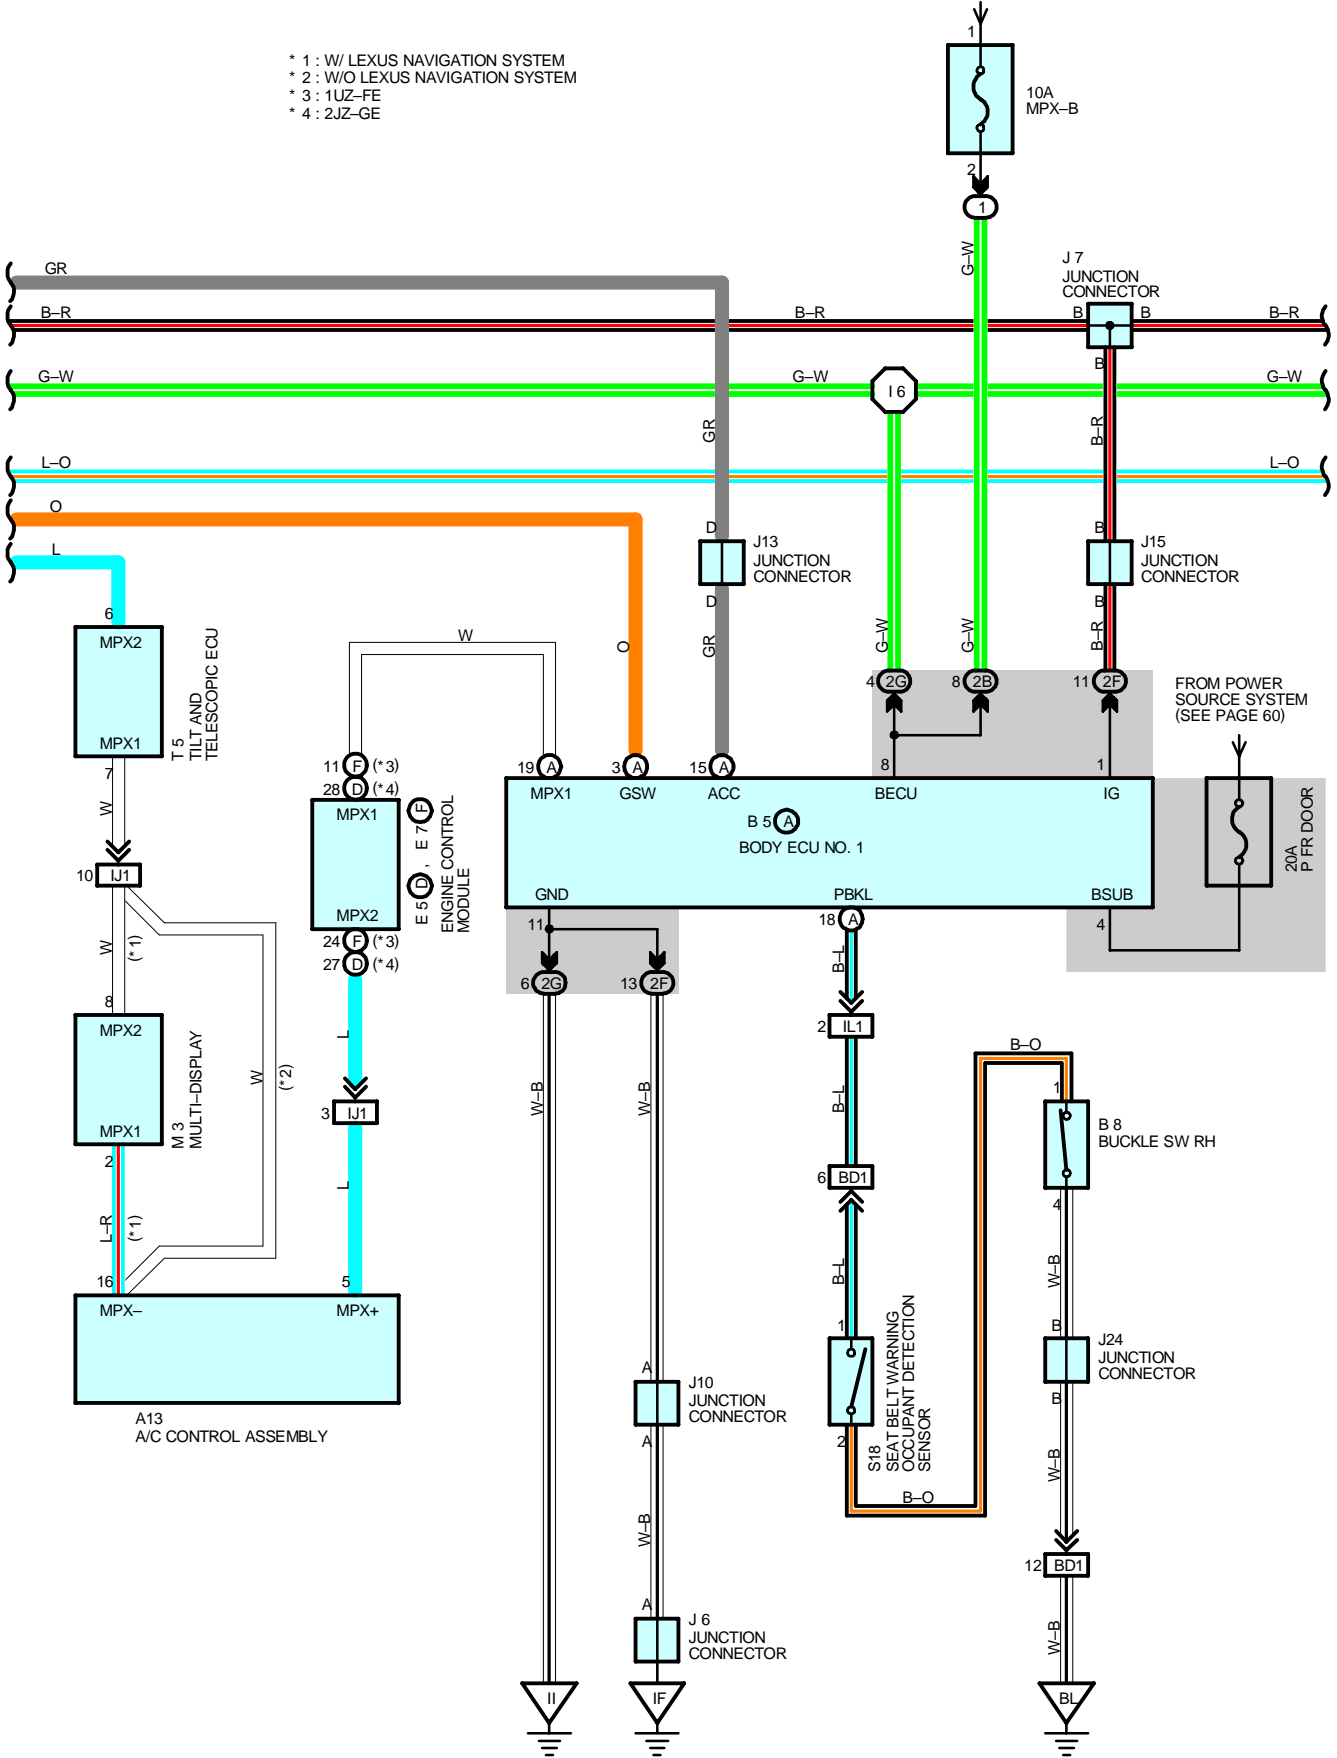 * 1 : W/ LEXUS NAVIGATION SYSTEM
* 2 : W/O LEXUS NAVIGATION SYSTEM
* 3 : 1UZ–FE
* 4 : 2JZ–GE
1
10A
MPX–B
2
1
G–W
J 7
JUNCTION
CONNECTOR
GR
B–R
B–R
B
B
B–R
B
G–W
G–W
I 6
G–W
GR
B–R
L–O
L–O
O
L
D
J13
JUNCTION
CONNECTOR
D
B
J15
JUNCTION
CONNECTOR
B
6
MPX2
MPX1
T 5
TILT AND
TELESCOPIC ECU
7
W
W
O
GR
G–W
G–W
B–R
4 2G
8 2B
11 2F
FROM POWER
SOURCE SYSTEM
(SEE PAGE 60)
11 F (*3)
28 D (*4)
MPX1
MPX2
E 5 D , E 7 F
ENGINE CONTROL
MODULE
24 F (*3)
27 D (*4)
19 A
3 A
15 A
8
1
MPX1
GSW
ACC
BECU
IG
B 5 A
BODY ECU NO. 1
GND
PBKL
BSUB
20A
P FR DOOR
11
18 A
4
6 2G
13 2F
10 IJ1
W
(*1)
8
MPX2
MPX1
M 3
MULTI–DISPLAY
2
W
(*2)
L
3 IJ1
L
L–R
(*1)
16
5
MPX–
MPX+
A13
A/C CONTROL ASSEMBLY
W–B
W–B
A
J10
JUNCTION
CONNECTOR
A
W–B
A
J 6
JUNCTION
CONNECTOR
II
IF
B–L
2 IL1
B–L
6 BD1
B–L
1
S18
SEAT BELT WARNING
OCCUPANT DETECTION
SENSOR
2
B–O
B–O
1
B 8
BUCKLE SW RH
4
W–B
B
J24
JUNCTION
CONNECTOR
B
W–B
12 BD1
W–B
BL